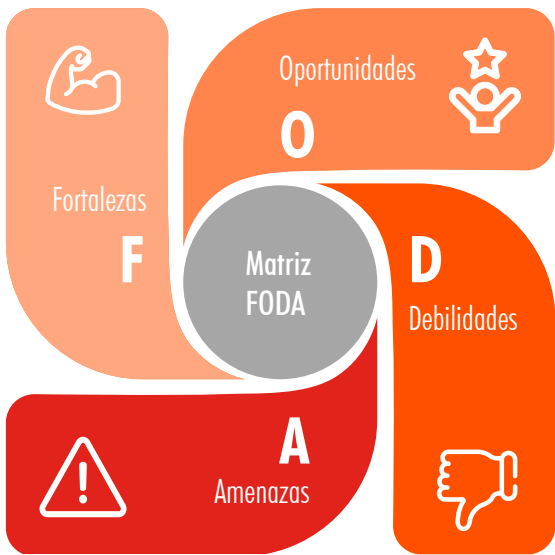 Fortalezas
F
Oportunidades
O
Matriz
FODA
D
Debilidades
A
Amenazas